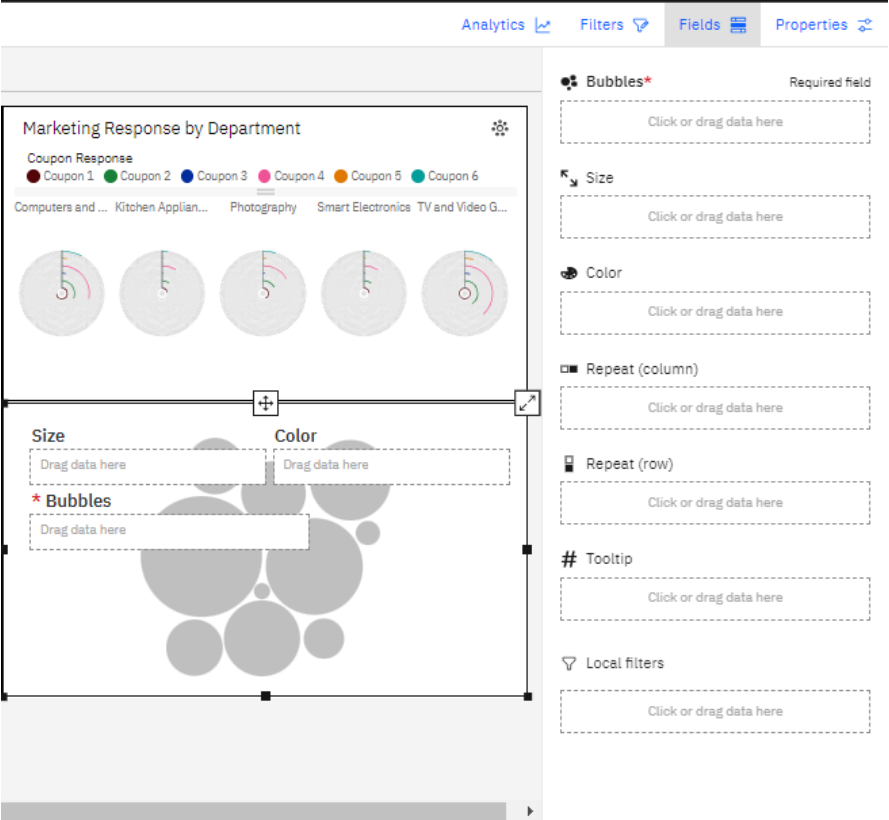 Analytics Filters Fields Properties
Marketing Response by Department
Coupon Response
Coupon 1 Coupon 2 Coupon 3 Coupon 4 Coupon 5 Coupon 6
Computers and ... Kitchen Applian... Photography Smart Electronics TV and Video G...
Size Color
Drag data here Drag data here
* Bubbles
Drag data here
Bubbles* Required field
Click or drag data here
Size
Click or drag data here
Color
Click or drag data here
Repeat (column)
Click or drag data here
Repeat (row)
Click or drag data here
# Tooltip
Click or drag data here
Local filters
Click or drag data here